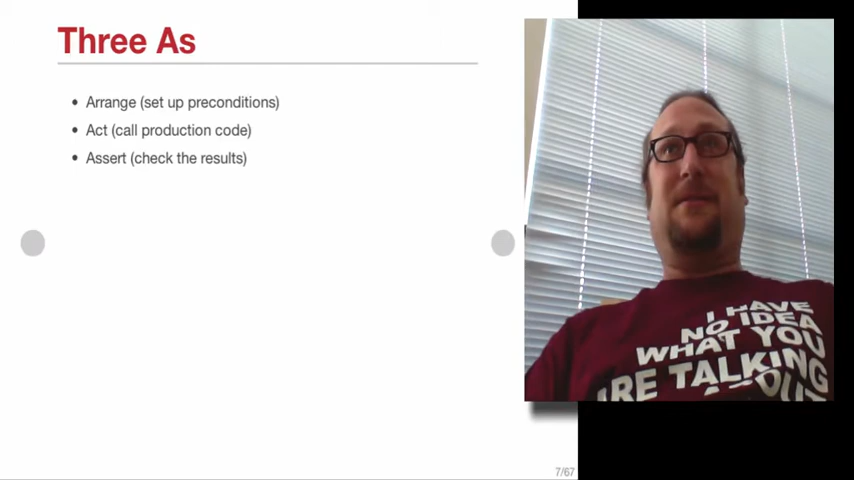 Three As
• Arrange (set up preconditions)
• Act (call production code)
• Assert (check the results)
I HAVE
NO IDEA
WHAT YOU
ARE TALKING
ABOUT
7/67